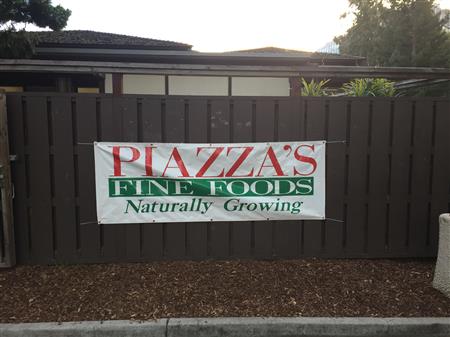 PIAZZA'S
FINE FOODS
Naturally Growing